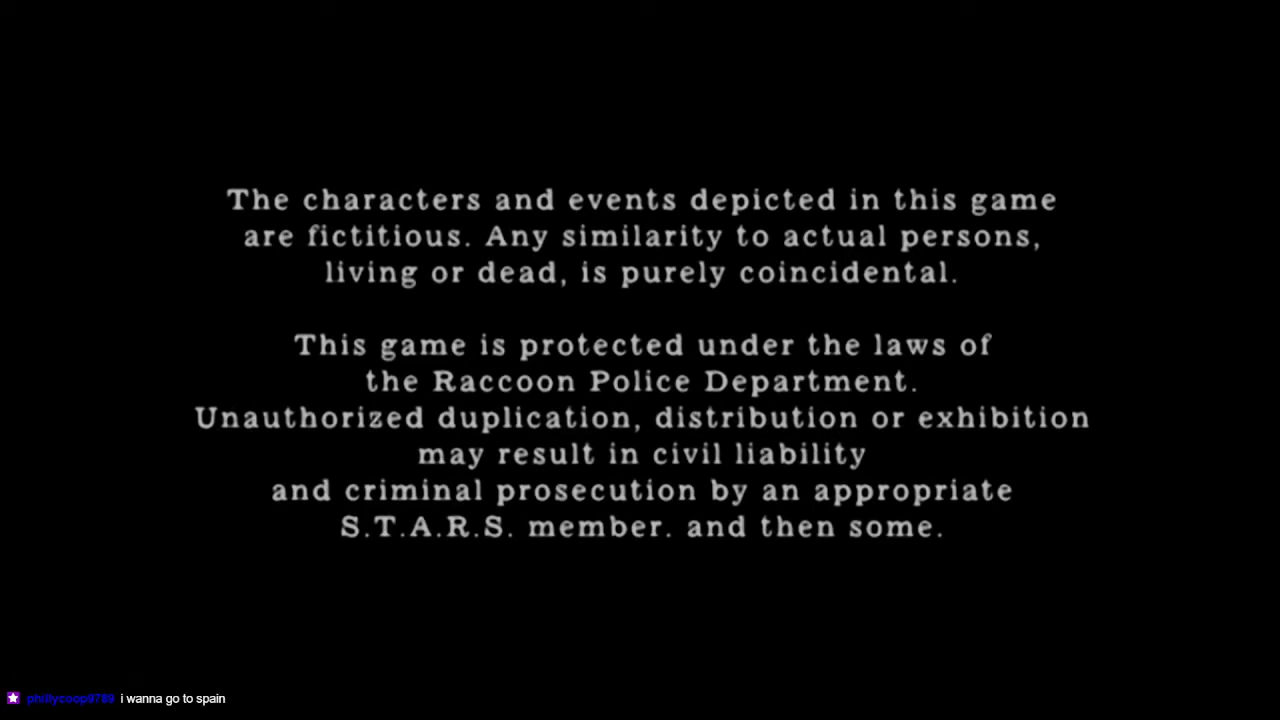 The characters and events depicted in this game
are fictitious. Any similarity to actual persons,
living or dead, is purely coincidental.
This game is protected under the laws of
the Raccoon Police Department.
Unauthorized duplication, distribution or exhibition
may result in civil liability
and criminal prosecution by an appropriate
S.T.A.R.S. member. and then some.
phillycoop9789 i wanna go to spain